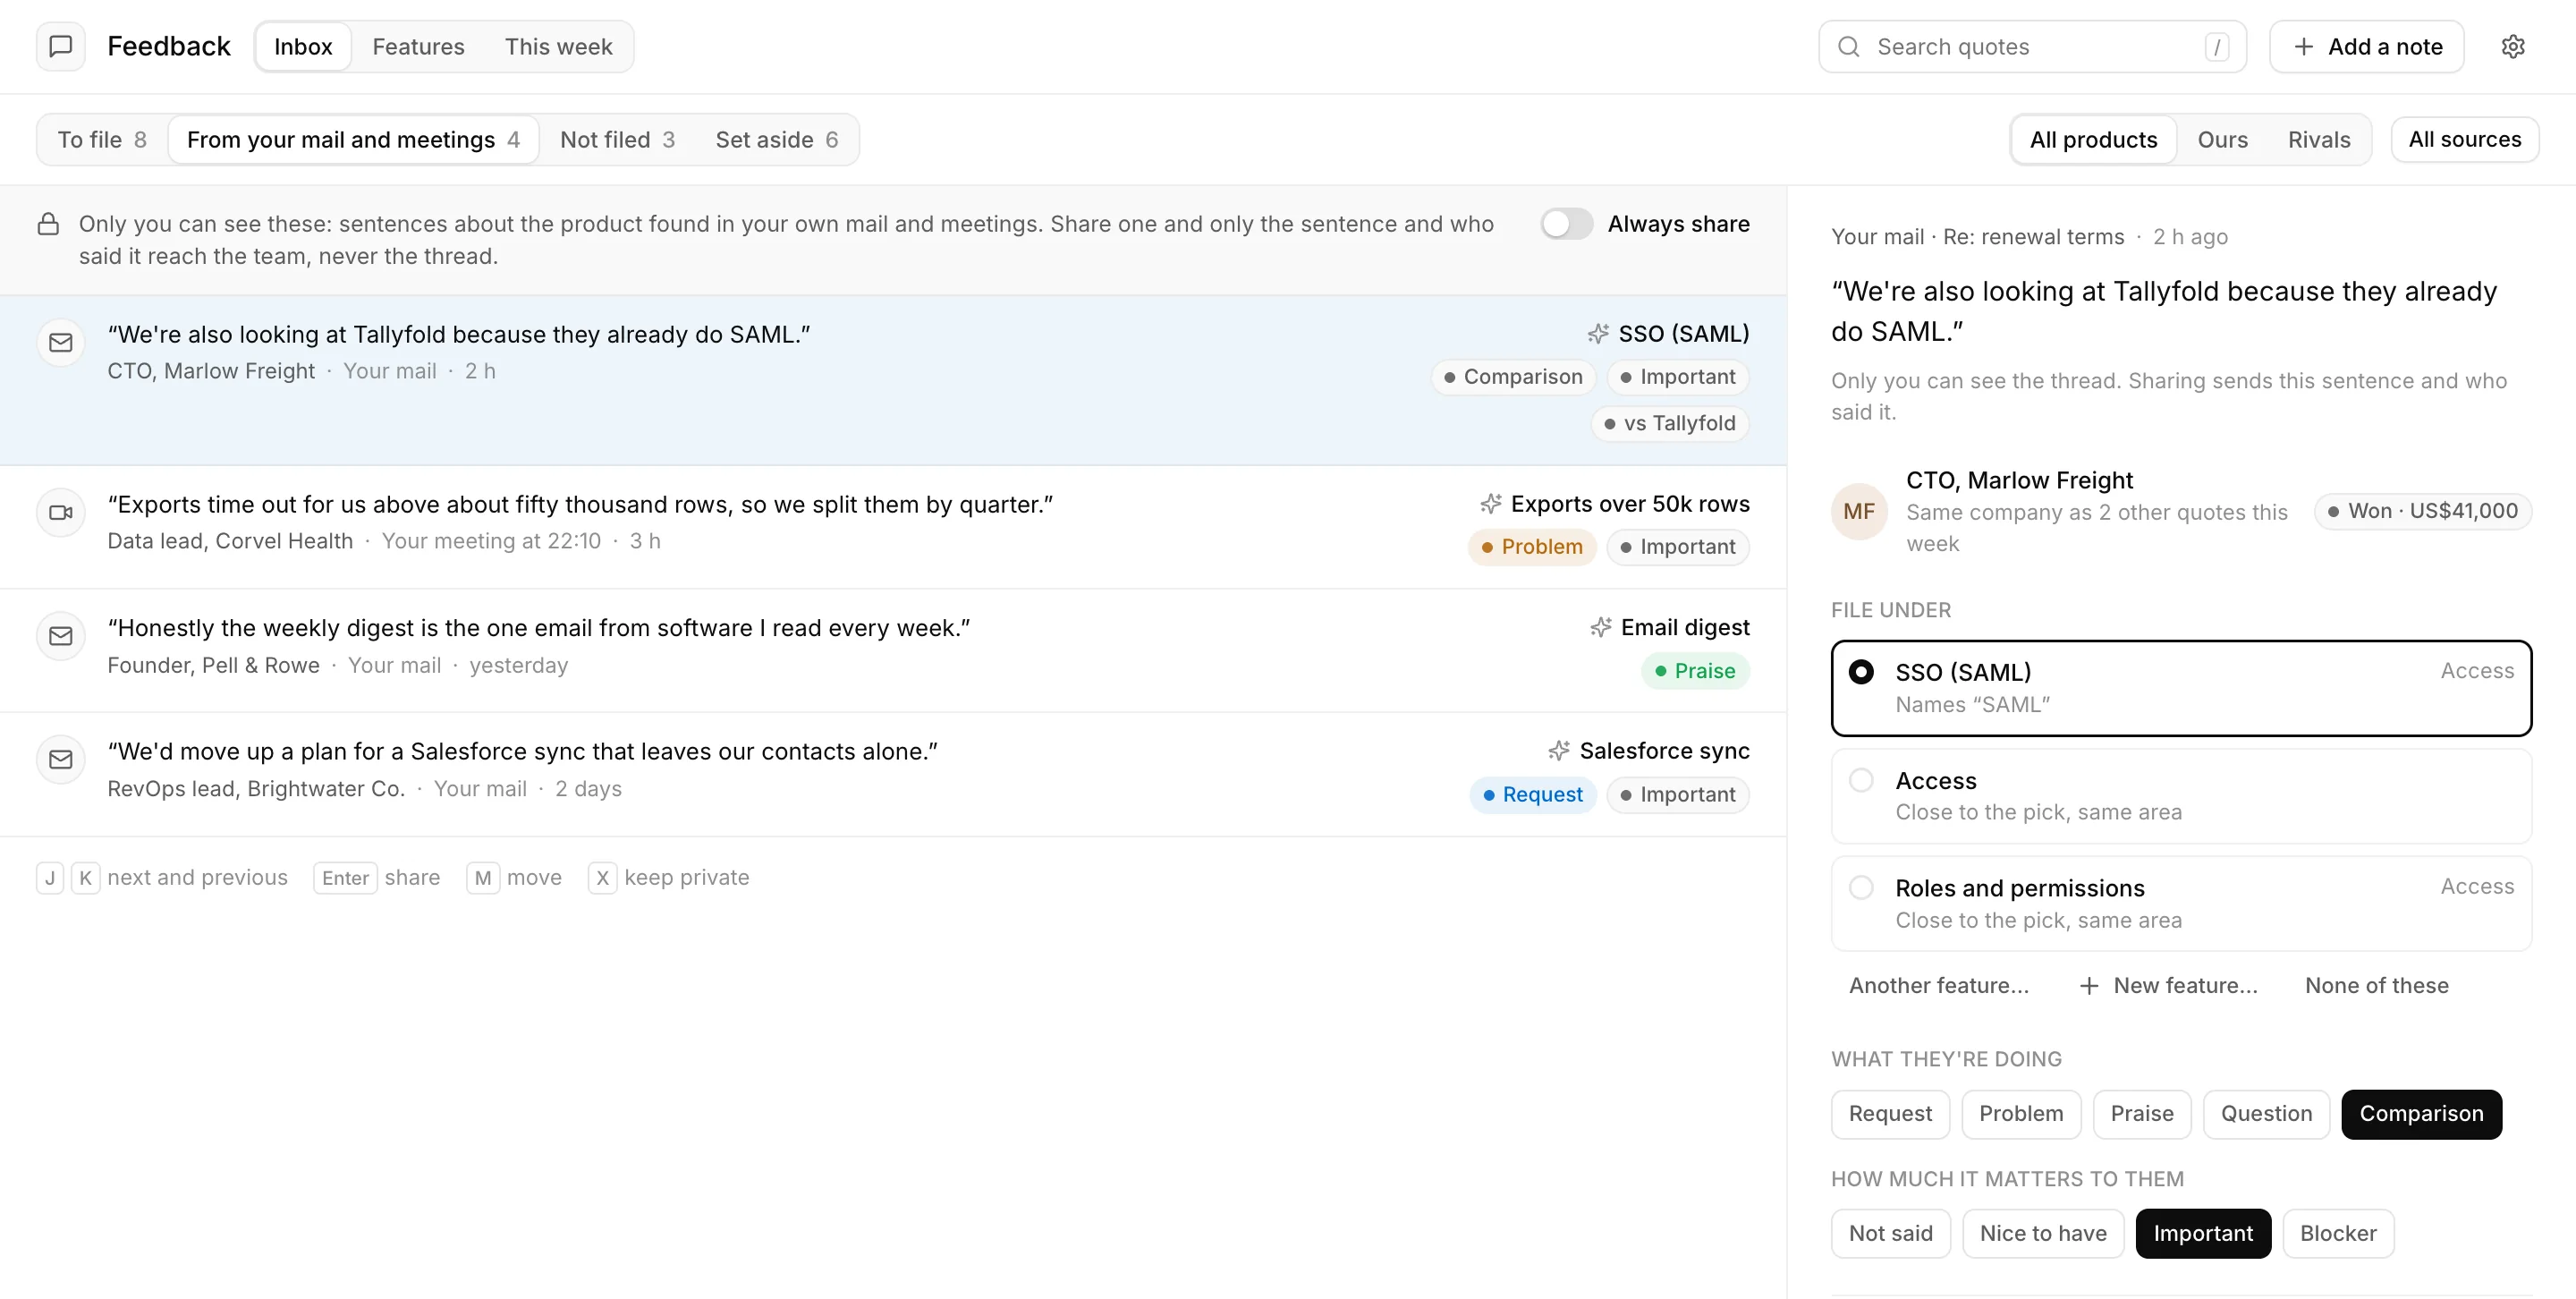 Feedback
Inbox
Features
This week
Search quotes
/
Add a note
To file 8
From your mail and meetings 4
Not filed 3
Set aside 6
All products
Ours
Rivals
All sources
Only you can see these: sentences about the product found in your own mail and meetings. Share one and only the sentence and who
said it reach the team, never the thread.
Always share
“We're also looking at Tallyfold because they already do SAML.”
CTO, Marlow Freight · Your mail · 2 h
SSO (SAML)
Comparison
Important
vs Tallyfold
“Exports time out for us above about fifty thousand rows, so we split them by quarter.”
Data lead, Corvel Health · Your meeting at 22:10 · 3 h
Exports over 50k rows
Problem
Important
“Honestly the weekly digest is the one email from software I read every week.”
Founder, Pell & Rowe · Your mail · yesterday
Email digest
Praise
“We'd move up a plan for a Salesforce sync that leaves our contacts alone.”
RevOps lead, Brightwater Co. · Your mail · 2 days
Salesforce sync
Request
Important
J K next and previous Enter share M move X keep private
Your mail · Re: renewal terms · 2 h ago
“We're also looking at Tallyfold because they already
do SAML.”
Only you can see the thread. Sharing sends this sentence and who
said it.
MF
CTO, Marlow Freight
Same company as 2 other quotes this
week
Won · US$41,000
FILE UNDER
SSO (SAML)
Access
Names “SAML”
Access
Close to the pick, same area
Roles and permissions
Access
Close to the pick, same area
Another feature...
New feature...
None of these
WHAT THEY'RE DOING
Request
Problem
Praise
Question
Comparison
HOW MUCH IT MATTERS TO THEM
Not said
Nice to have
Important
Blocker